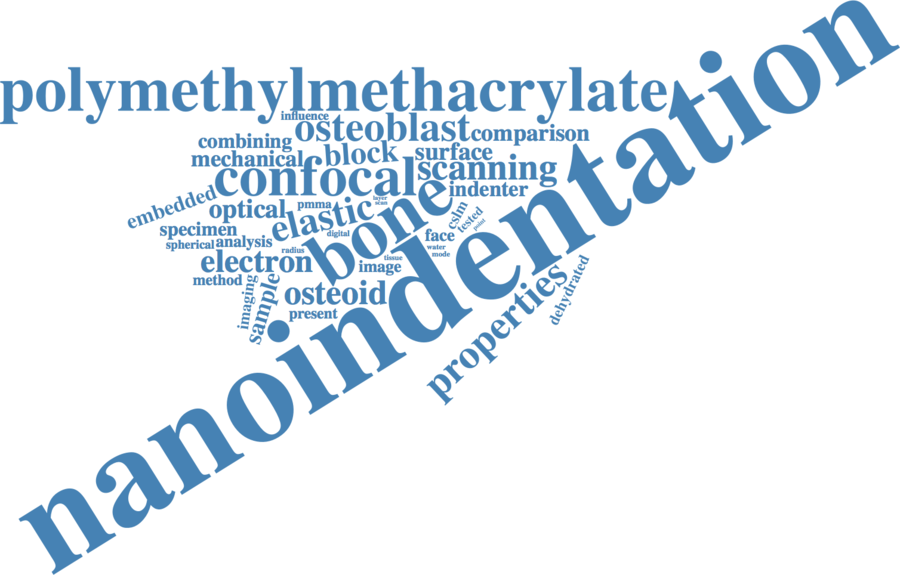 polymethylmethacrylate
nanoindentation
influence
osteoblast
comparison
combining
mechanical
block
surface
confocal
scanning
bone
indenter
embedded
optical
pmma
elastic
layer
scan
cslm
tested
point
specimen
spherical
analysis
digital
face
water
mode
radius
electron
tissue
image
method
imaging
sample
osteoid
present
properties
dehydrated